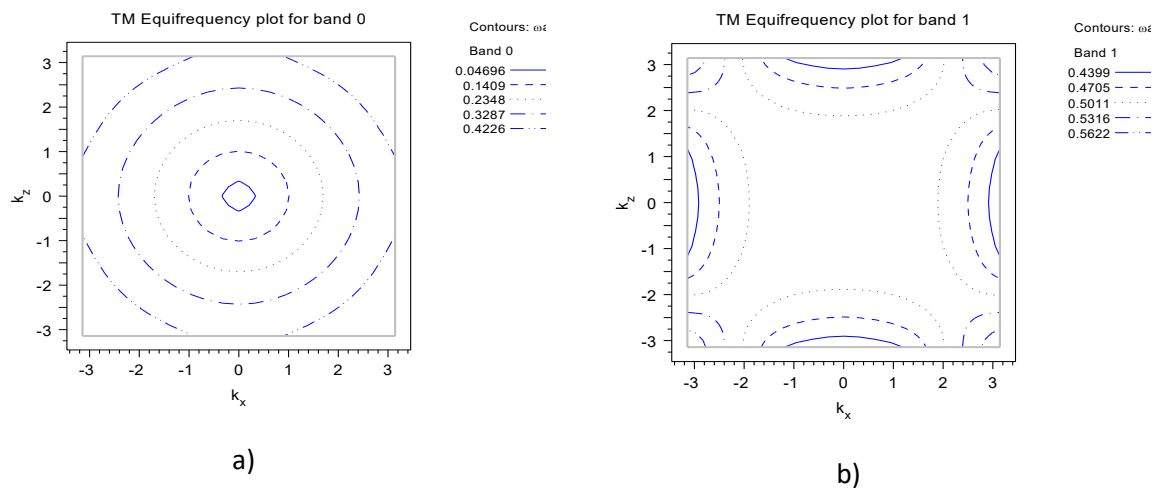 TM Equifrequency plot for band 0
Contours: ωa
Band 0
0.04696
0.1409
0.2348
0.3287
0.4226
3
2
1
0
-1
-2
-3
k_z
-3 -2 -1 0 1 2 3
k_x
a)
TM Equifrequency plot for band 1
Contours: ωa
Band 1
0.4399
0.4705
0.5011
0.5316
0.5622
3
2
1
0
-1
-2
-3
k_z
-3 -2 -1 0 1 2 3
k_x
b)